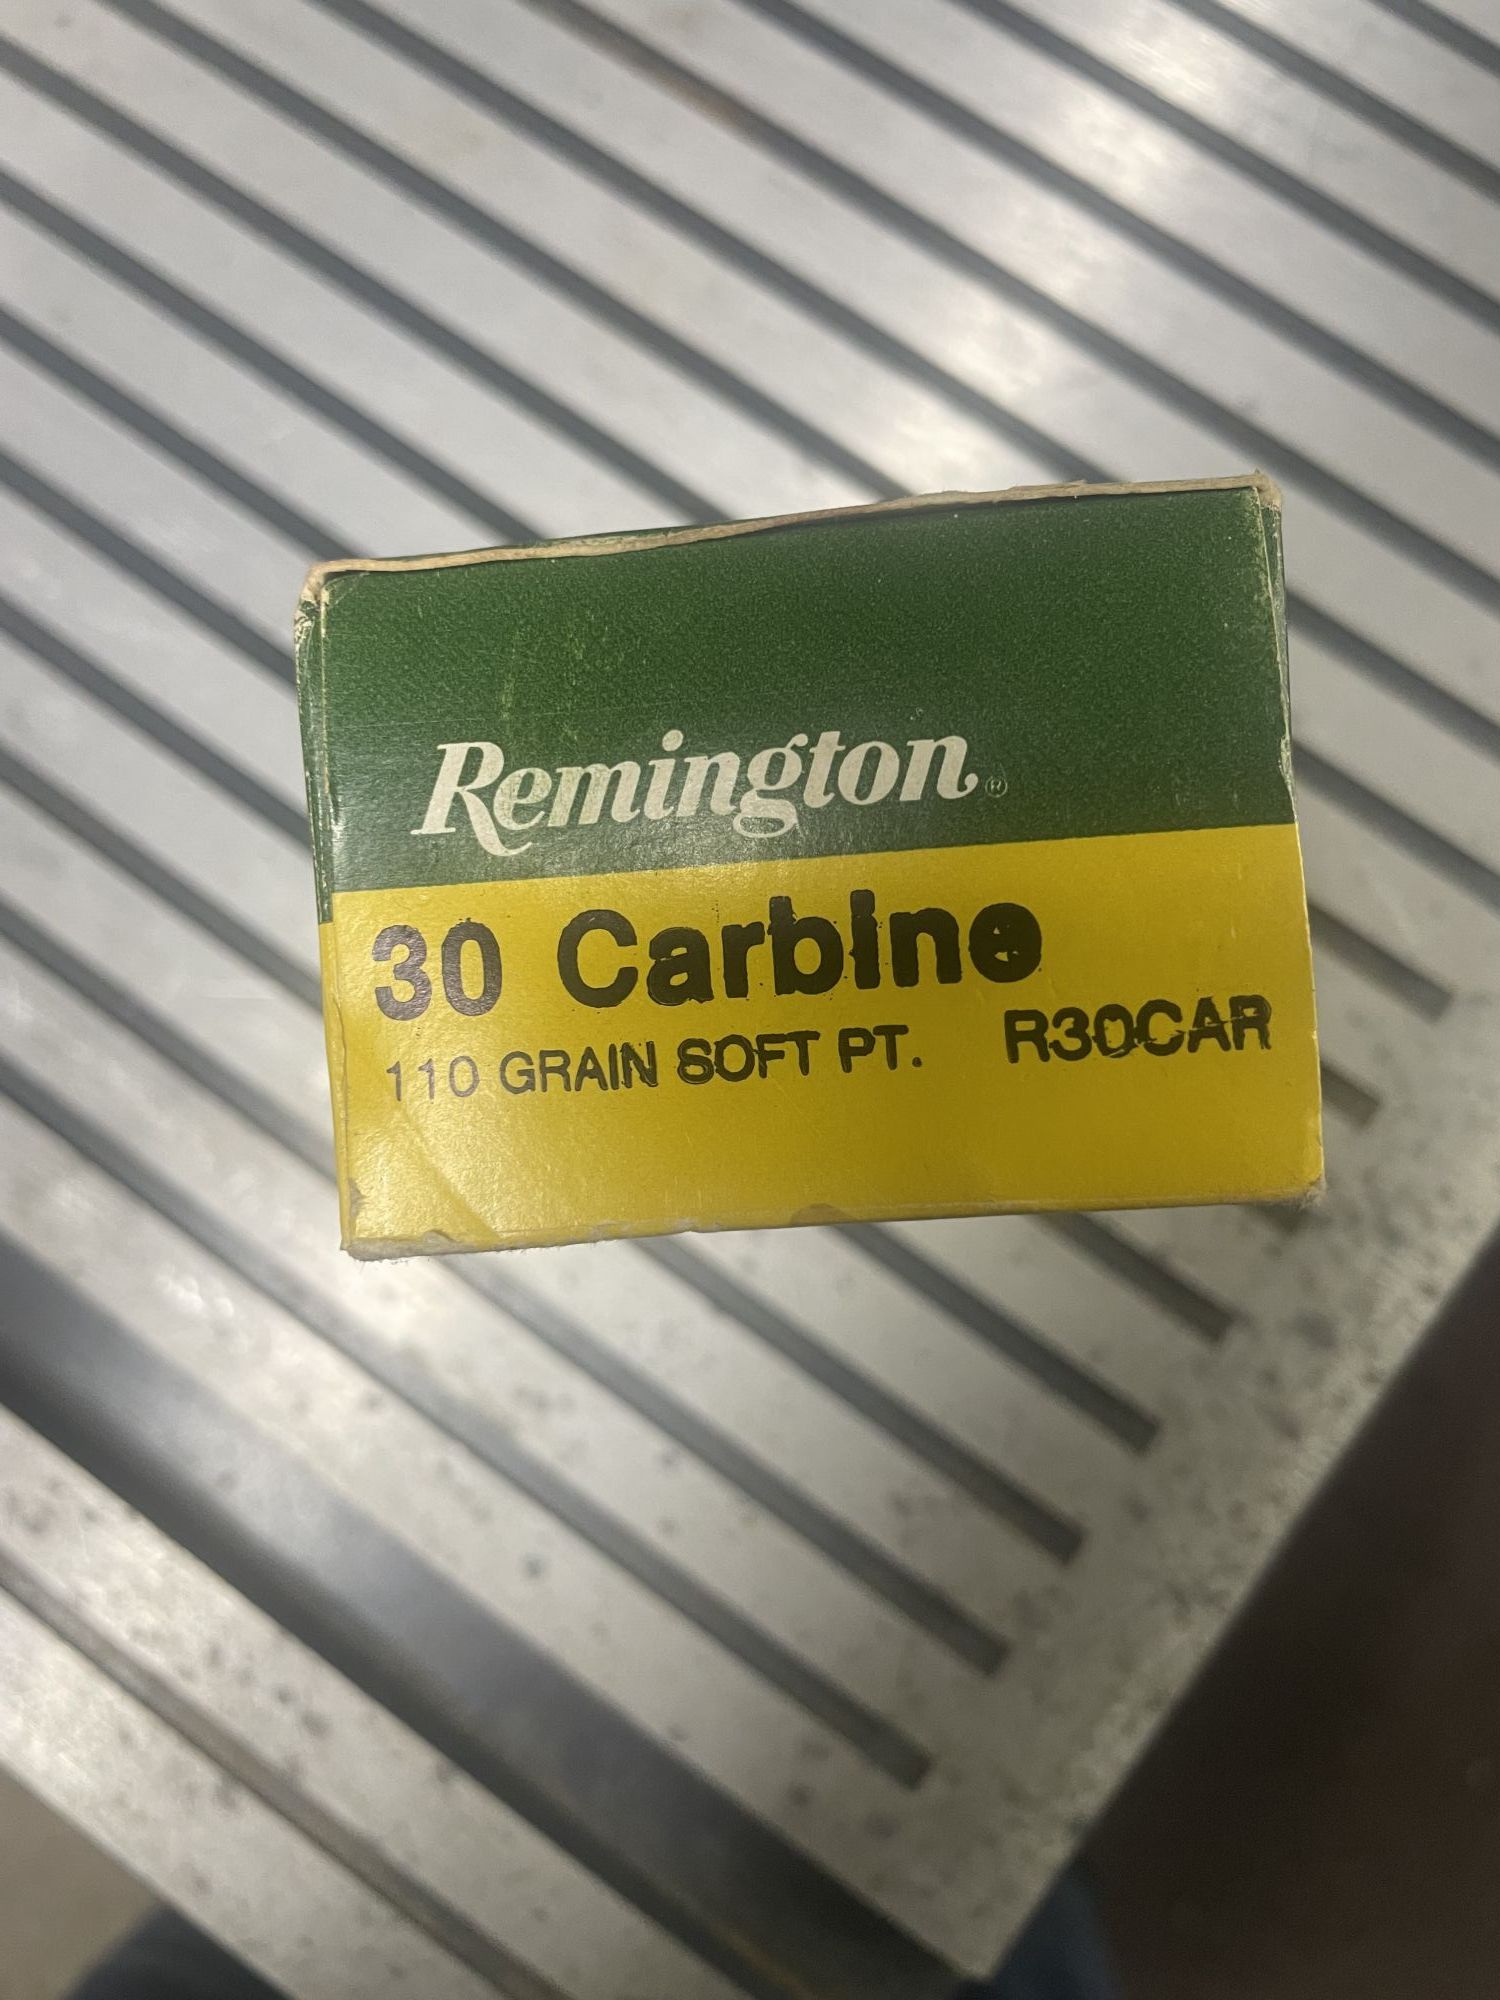 Remington®
30 Carbine
110 GRAIN SOFT PT. R30CAR